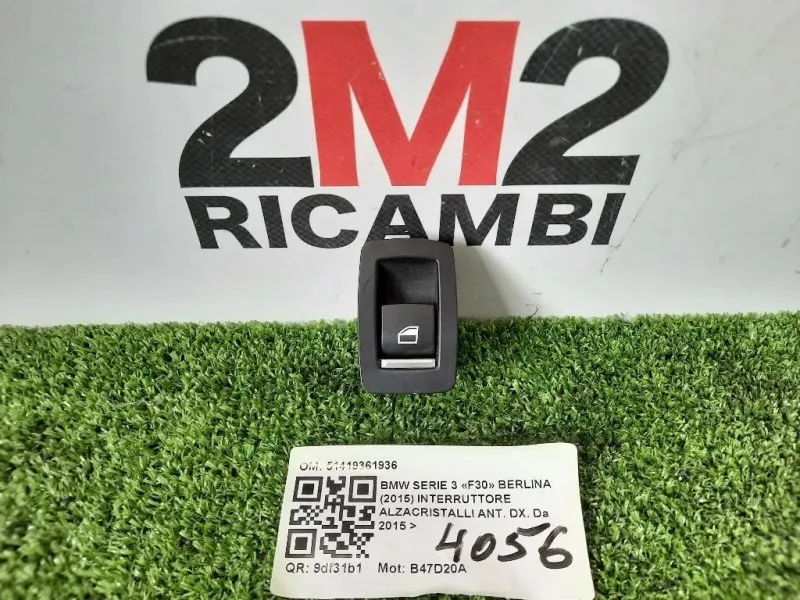 2M2
RICAMBI
OM: 51419361936
BMW SERIE 3 «F30» BERLINA
(2015) INTERRUTTORE
ALZACRISTALLI ANT. DX. Da
2015 >
4056
QR: 9dl31b1 Mot: B47D20A